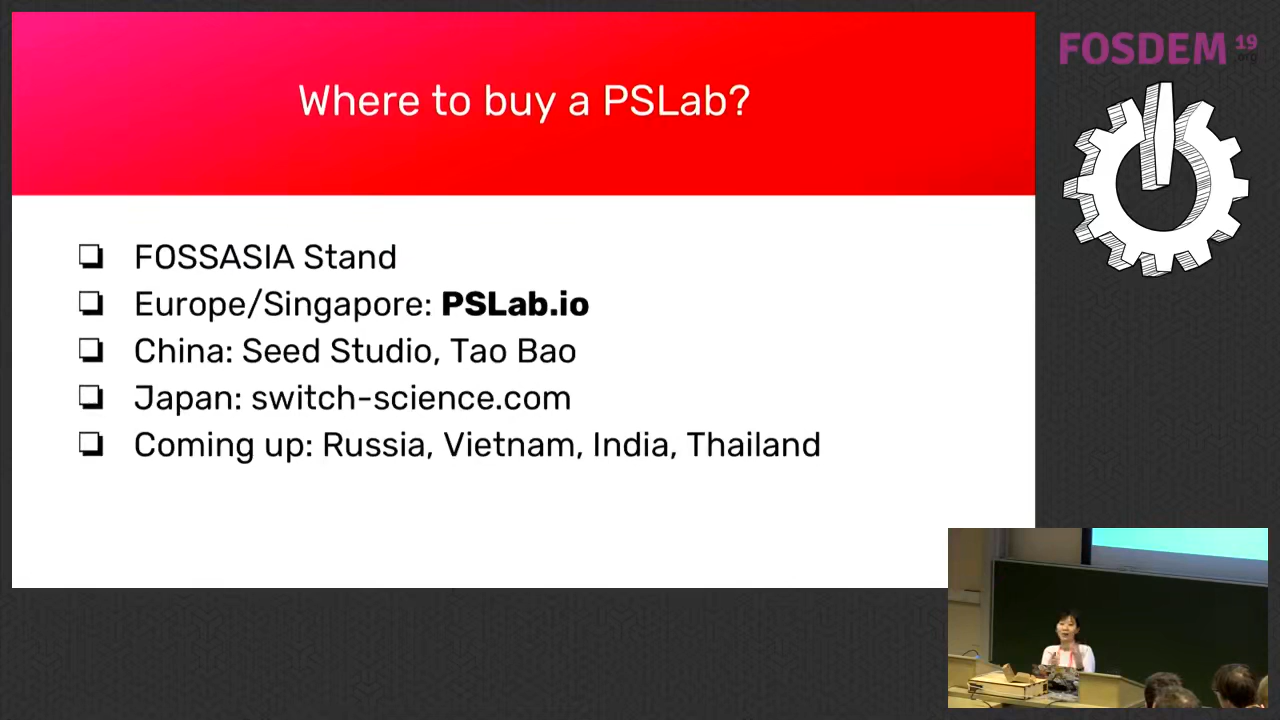 Where to buy a PSLab?
FOSDEM 19
.org
FOSSASIA Stand
Europe/Singapore: PSLab.io
China: Seed Studio, Tao Bao
Japan: switch-science.com
Coming up: Russia, Vietnam, India, Thailand